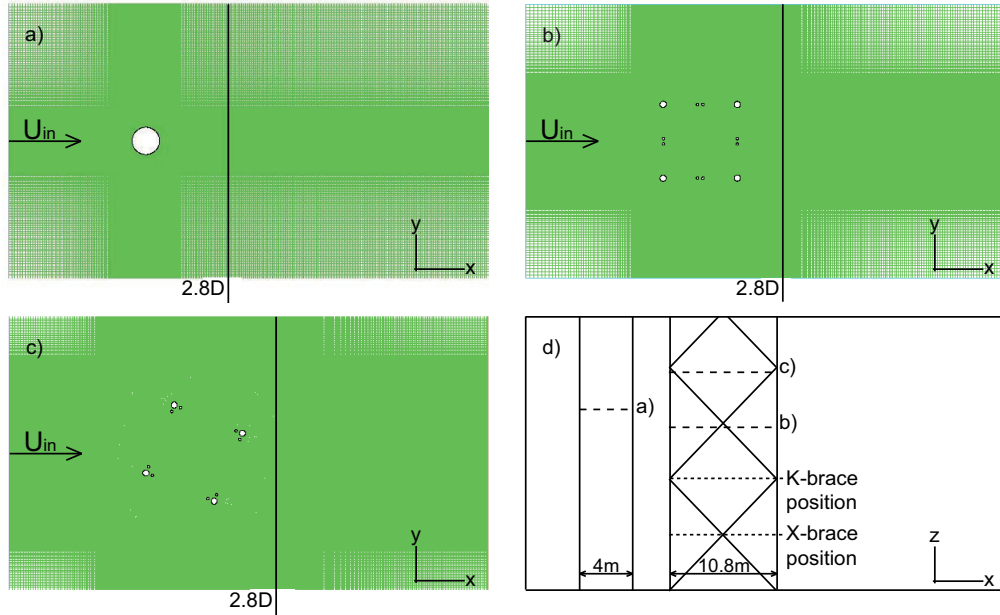 a)
Uin
y
x
2.8D
b)
Uin
y
x
2.8D
c)
Uin
y
x
2.8D
d)
c)
a)
b)
K-brace
position
X-brace
position
4m
10.8m
z
x